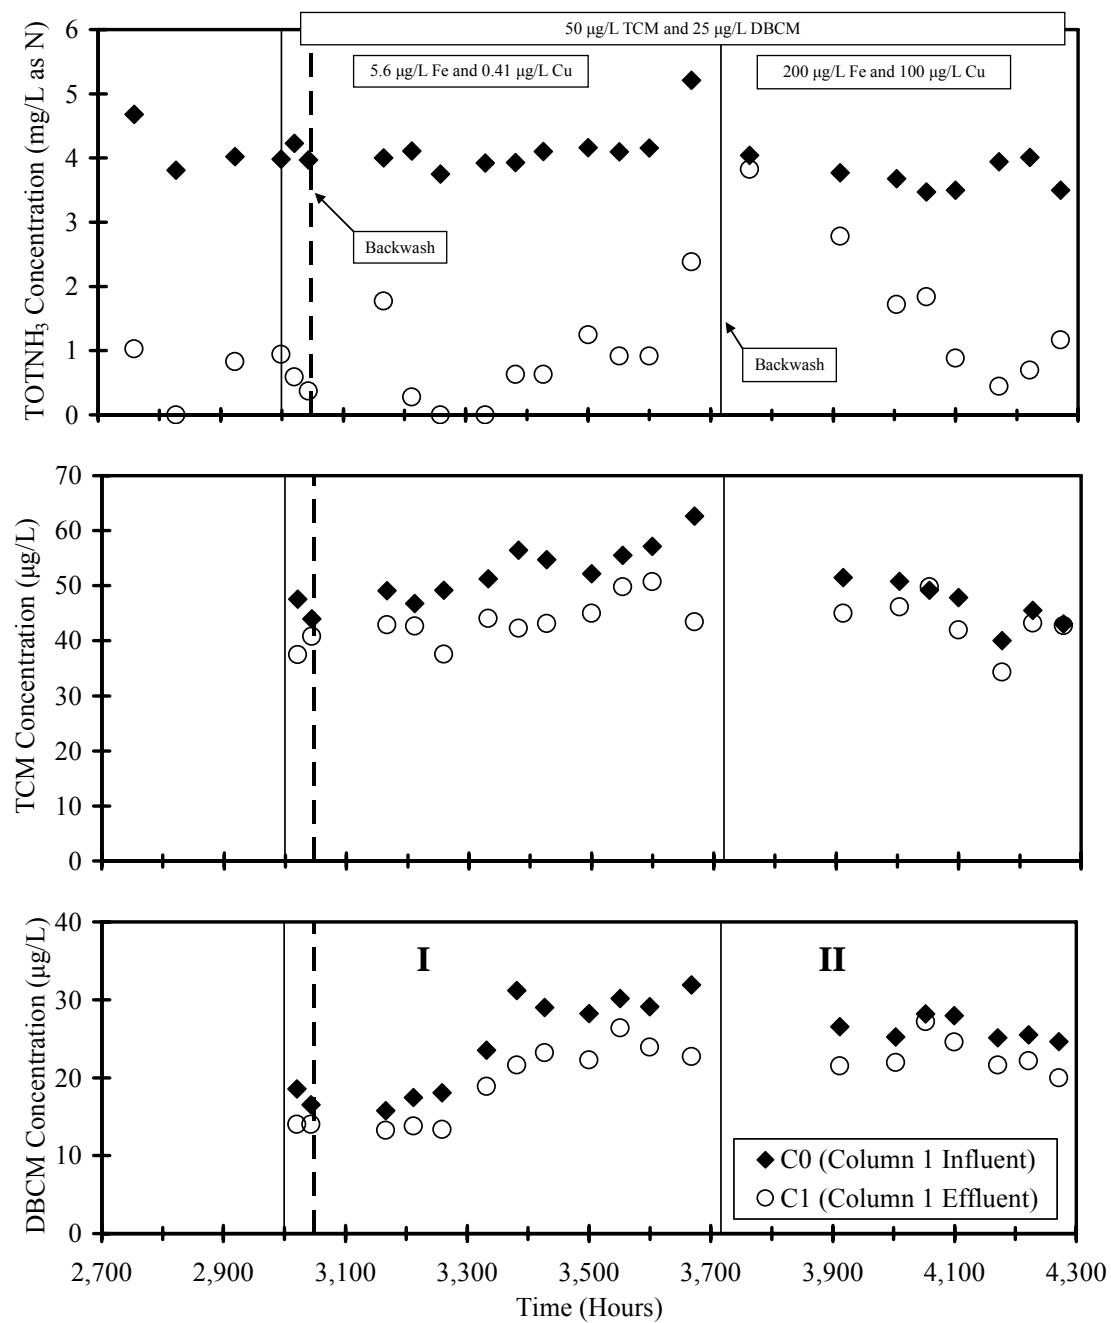 50 μg/L TCM and 25 μg/L DBCM
5.6 μg/L Fe and 0.41 μg/L Cu
200 μg/L Fe and 100 μg/L Cu
TOTNH3 Concentration (mg/L as N)
6
5
4
3
2
1
0
Backwash
Backwash
TCM Concentration (μg/L)
70
60
50
40
30
20
10
0
DBCM Concentration (μg/L)
40
30
20
10
0
I
II
C0 (Column 1 Influent)
C1 (Column 1 Effluent)
2,700 2,900 3,100 3,300 3,500 3,700 3,900 4,100 4,300
Time (Hours)